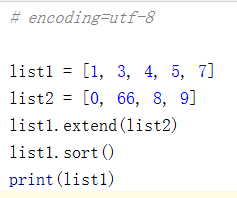 # encoding=utf-8
list1 = [1, 3, 4, 5, 7]
list2 = [0, 66, 8, 9]
list1.extend(list2)
list1.sort()
print(list1)